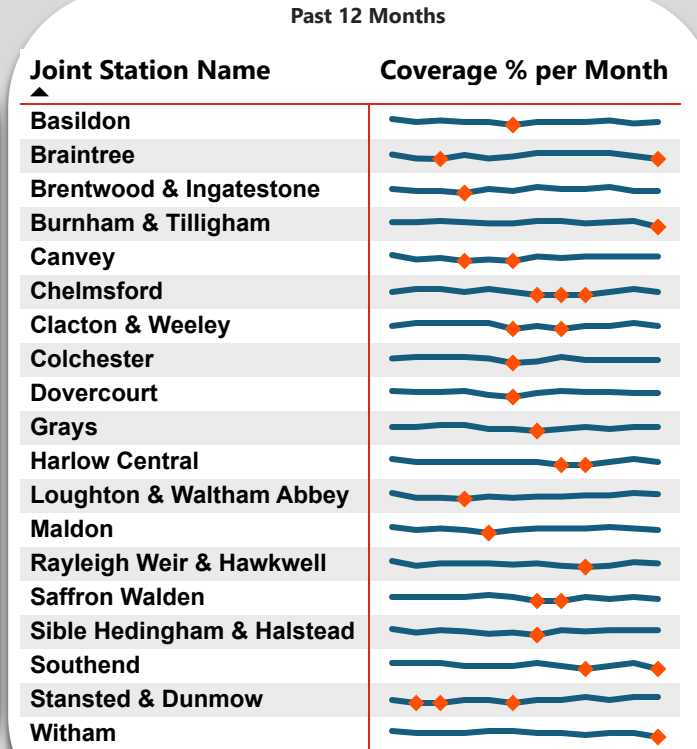 Past 12 Months
Joint Station Name Coverage % per Month
Basildon
Braintree
Brentwood & Ingatestone
Burnham & Tilligham
Canvey
Chelmsford
Clacton & Weeley
Colchester
Dovercourt
Grays
Harlow Central
Loughton & Waltham Abbey
Maldon
Rayleigh Weir & Hawkwell
Saffron Walden
Sible Hedingham & Halstead
Southend
Stansted & Dunmow
Witham